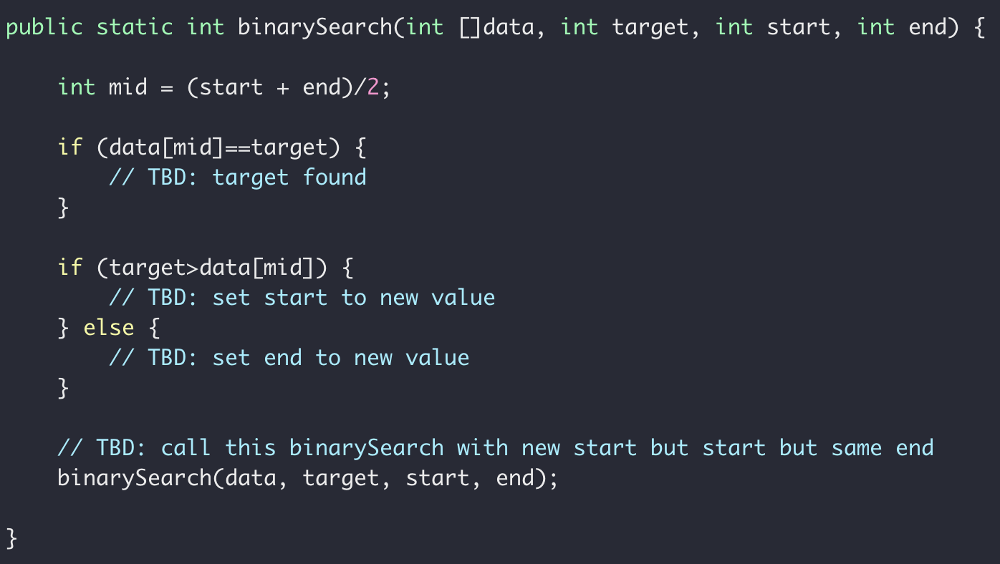 public static int binarySearch(int []data, int target, int start, int end) {
int mid = (start + end)/2;
if (data[mid]==target) {
// TBD: target found
}
if (target>data[mid]) {
// TBD: set start to new value
} else {
// TBD: set end to new value
}
// TBD: call this binarySearch with new start but start but same end
binarySearch(data, target, start, end);
}